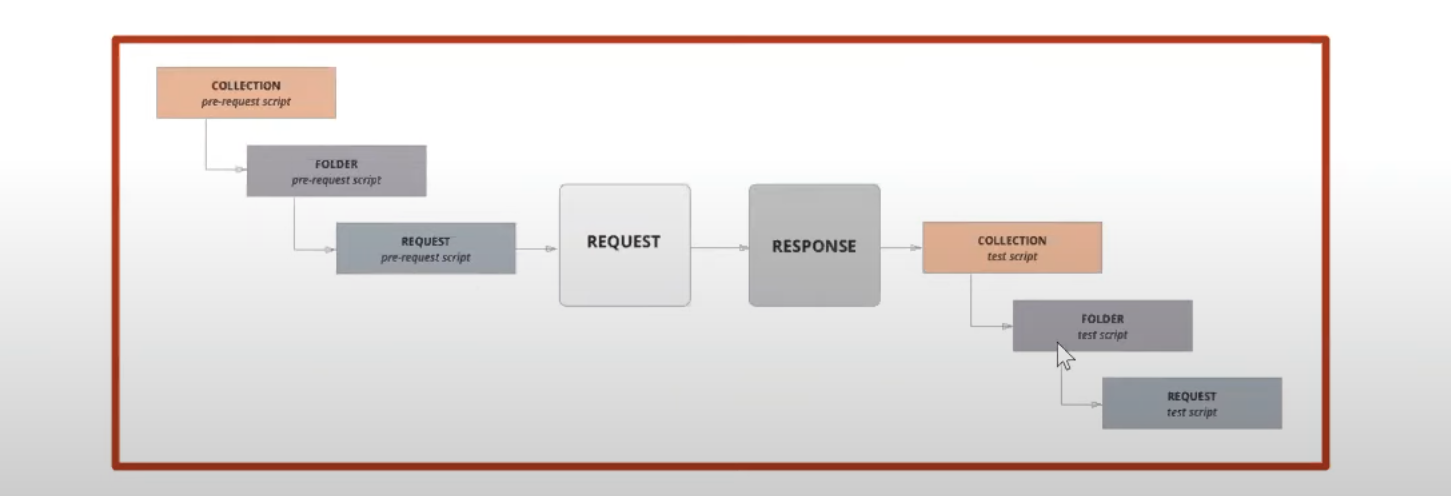 COLLECTION
pre-request script
FOLDER
pre-request script
REQUEST
pre-request script
REQUEST
RESPONSE
COLLECTION
test script
FOLDER
test script
REQUEST
test script